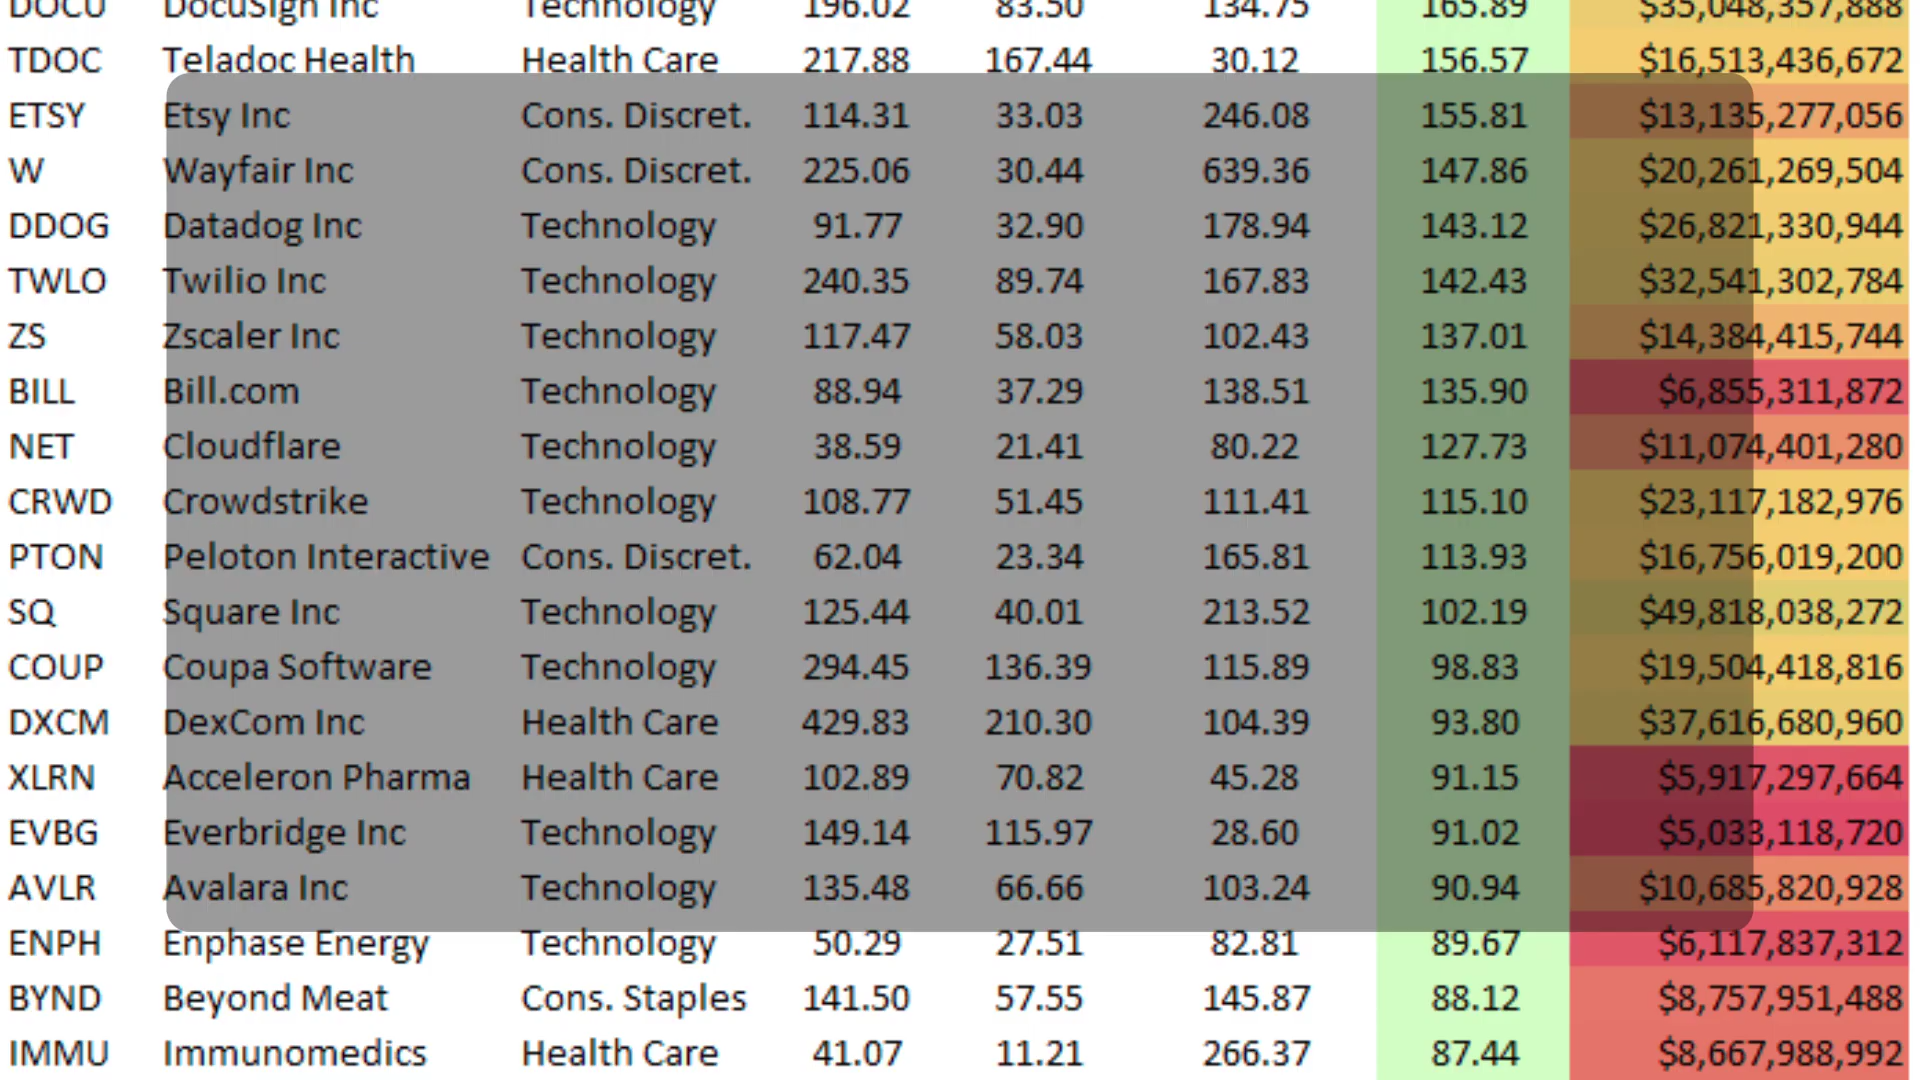 DOCU DocuSign Inc Technology 196.02 83.50 134.75 165.89 $35,048,357,888
TDOC Teladoc Health Health Care 217.88 167.44 30.12 156.57 $16,513,436,672
ETSY Etsy Inc Cons. Discret. 114.31 33.03 246.08 155.81 $13,135,277,056
W Wayfair Inc Cons. Discret. 225.06 30.44 639.36 147.86 $20,261,269,504
DDOG Datadog Inc Technology 91.77 32.90 178.94 143.12 $26,821,330,944
TWLO Twilio Inc Technology 240.35 89.74 167.83 142.43 $32,541,302,784
ZS Zscaler Inc Technology 117.47 58.03 102.43 137.01 $14,384,415,744
BILL Bill.com Technology 88.94 37.29 138.51 135.90 $6,855,311,872
NET Cloudflare Technology 38.59 21.41 80.22 127.73 $11,074,401,280
CRWD Crowdstrike Technology 108.77 51.45 111.41 115.10 $23,117,182,976
PTON Peloton Interactive Cons. Discret. 62.04 23.34 165.81 113.93 $16,756,019,200
SQ Square Inc Technology 125.44 40.01 213.52 102.19 $49,818,038,272
COUP Coupa Software Technology 294.45 136.39 115.89 98.83 $19,504,418,816
DXCM DexCom Inc Health Care 429.83 210.30 104.39 93.80 $37,616,680,960
XLRN Acceleron Pharma Health Care 102.89 70.82 45.28 91.15 $5,917,297,664
EVBG Everbridge Inc Technology 149.14 115.97 28.60 91.02 $5,033,118,720
AVLR Avalara Inc Technology 135.48 66.66 103.24 90.94 $10,685,820,928
ENPH Enphase Energy Technology 50.29 27.51 82.81 89.67 $6,117,837,312
BYND Beyond Meat Cons. Staples 141.50 57.55 145.87 88.12 $8,757,951,488
IMMU Immunomedics Health Care 41.07 11.21 266.37 87.44 $8,667,988,992